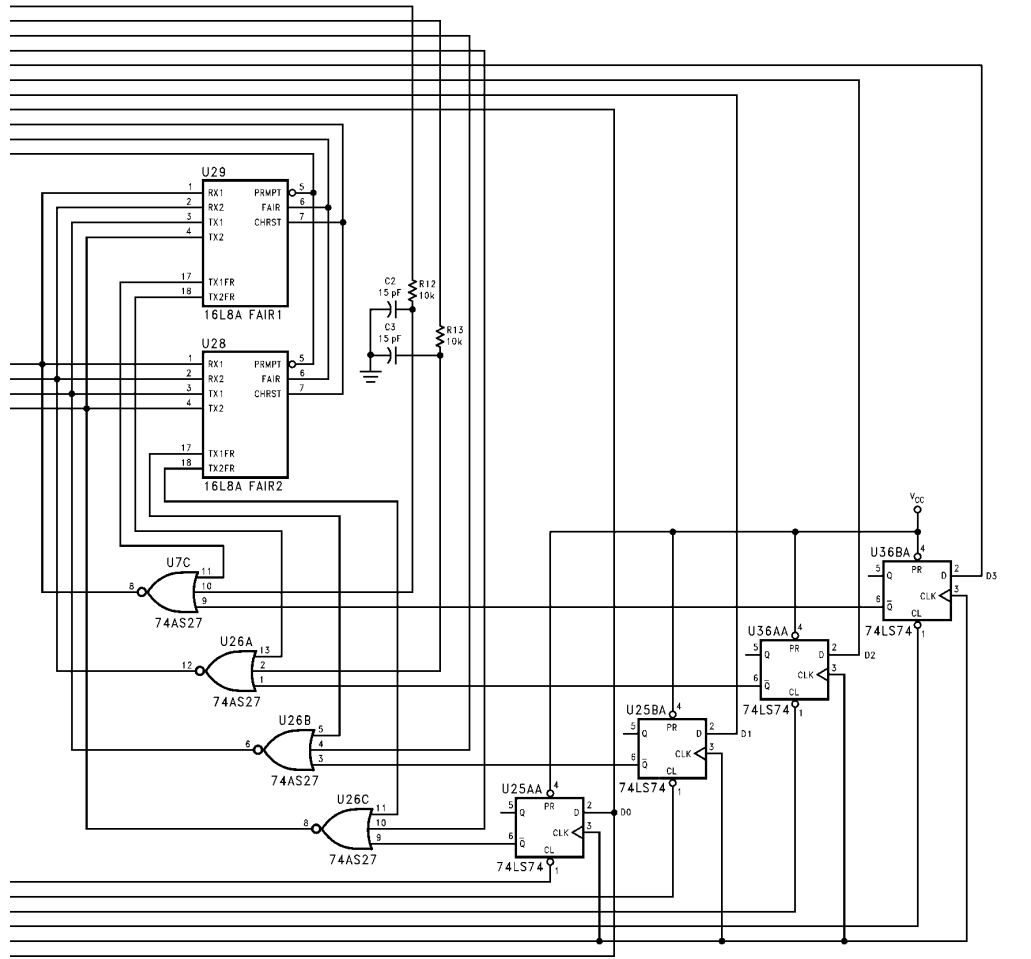 U29
1 RX1 PRMPT 5
2 RX2 FAIR 6
3 TX1 CHRST 7
4 TX2
17 TX1FR
18 TX2FR
16L8A FAIR1
C2
15 pF
R12
10k
C3
15 pF
R13
10k
U28
1 RX1 PRMPT 5
2 RX2 FAIR 6
3 TX1 CHRST 7
4 TX2
17 TX1FR
18 TX2FR
16L8A FAIR2
VCC
U36BA 4
5 Q PR D 2 D3
CLK 3
6 Q̅
CL
74LS74 1
U7C
11
8 10
9
74AS27
U36AA 4
5 Q PR D 2 D2
CLK 3
6 Q̅
CL
74LS74 1
U26A
13
12 2
1
74AS27
U25BA 4
5 Q PR D 2 D1
CLK 3
6 Q̅
CL
74LS74 1
U26B
5
6 4
3
74AS27
U25AA 4
5 Q PR D 2 D0
CLK 3
6 Q̅
CL
74LS74 1
U26C
11
8 10
9
74AS27